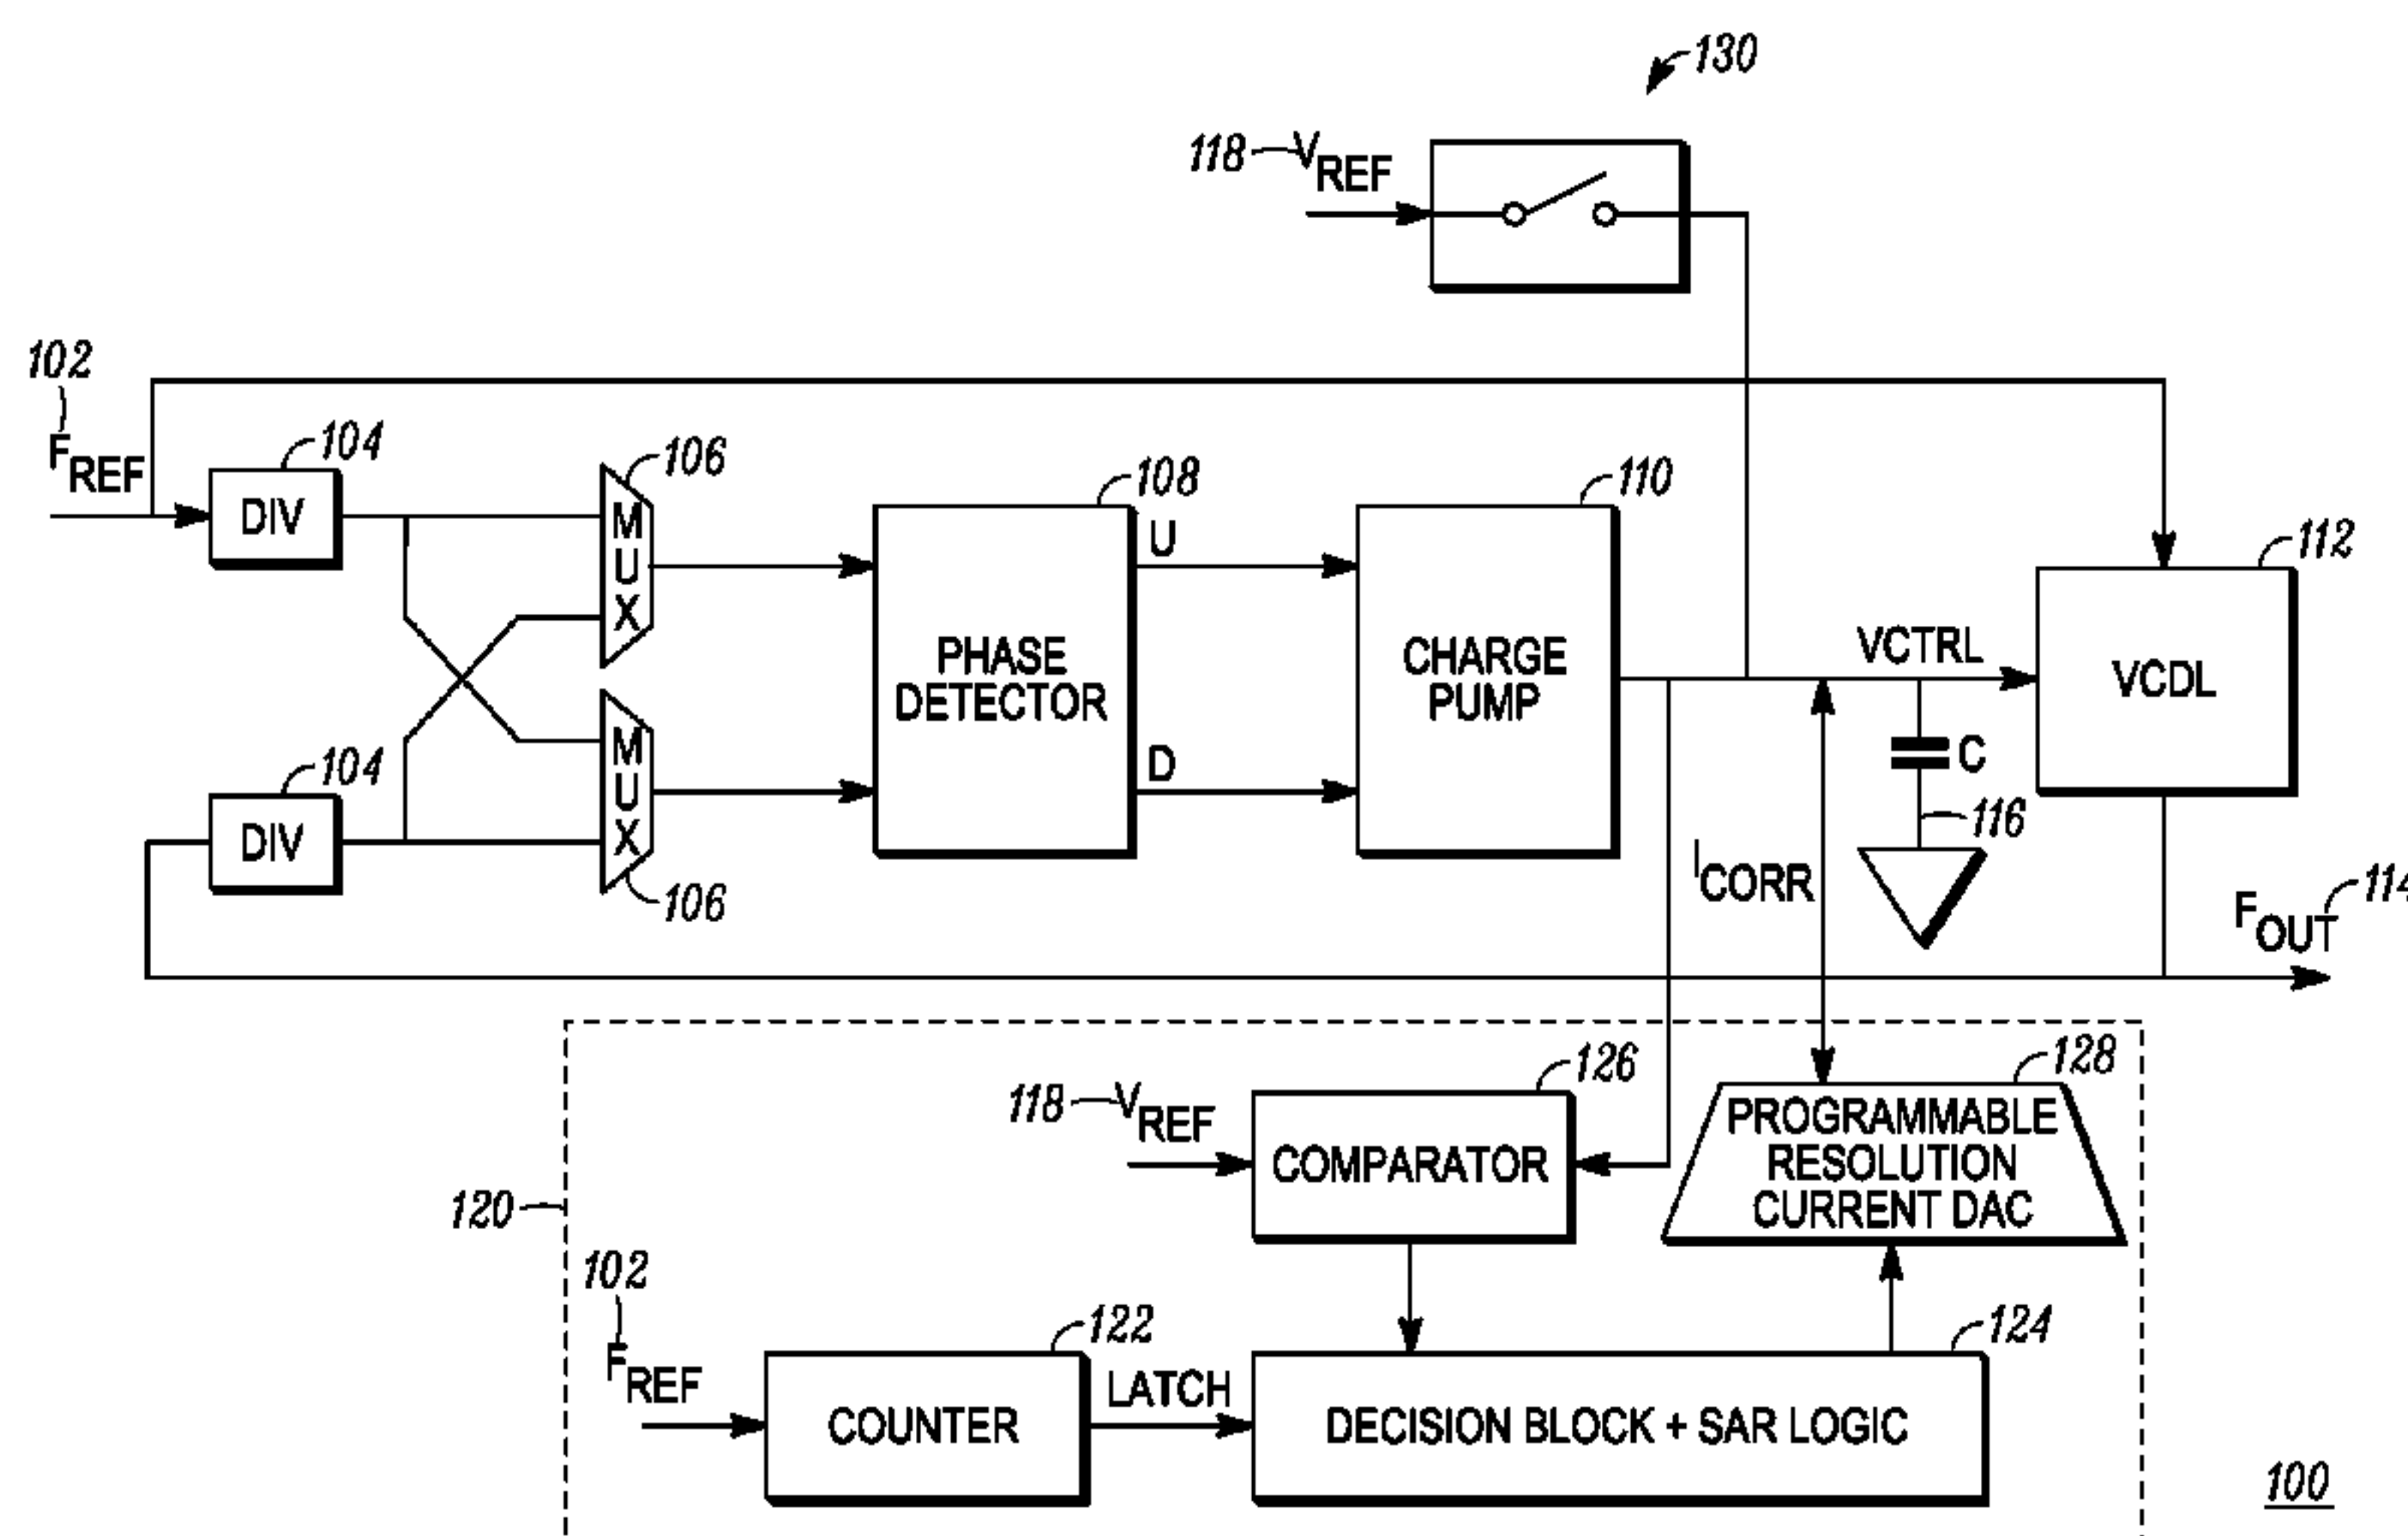 130
118 VREF
102
FREF
104
DIV
106
MUX
108
U
PHASE
DETECTOR
D
110
CHARGE
PUMP
VCTRL
112
VCDL
C
116
104
DIV
MUX
106
ICORR
FOUT 114
120
118 VREF
126
COMPARATOR
128
PROGRAMMABLE
RESOLUTION
CURRENT DAC
102
FREF
122
COUNTER
LATCH
124
DECISION BLOCK + SAR LOGIC
100